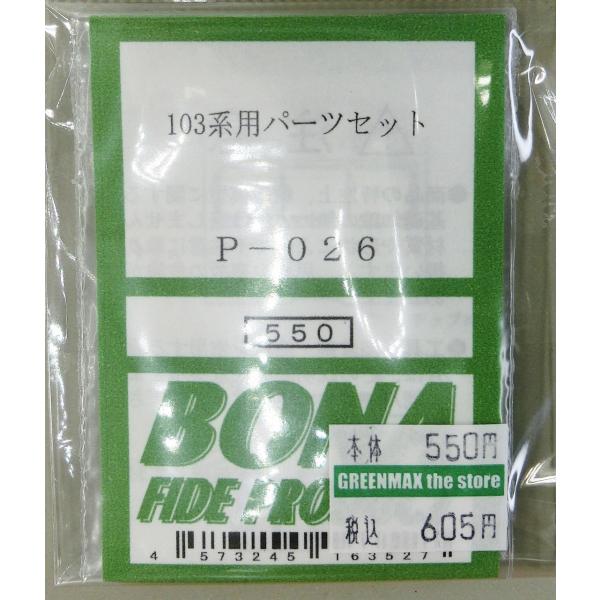 103系用パーツセット
P-026
550
BONA
FIDE PRO
本体 550円
GREENMAX the store
税込 605円
4 573245 163527